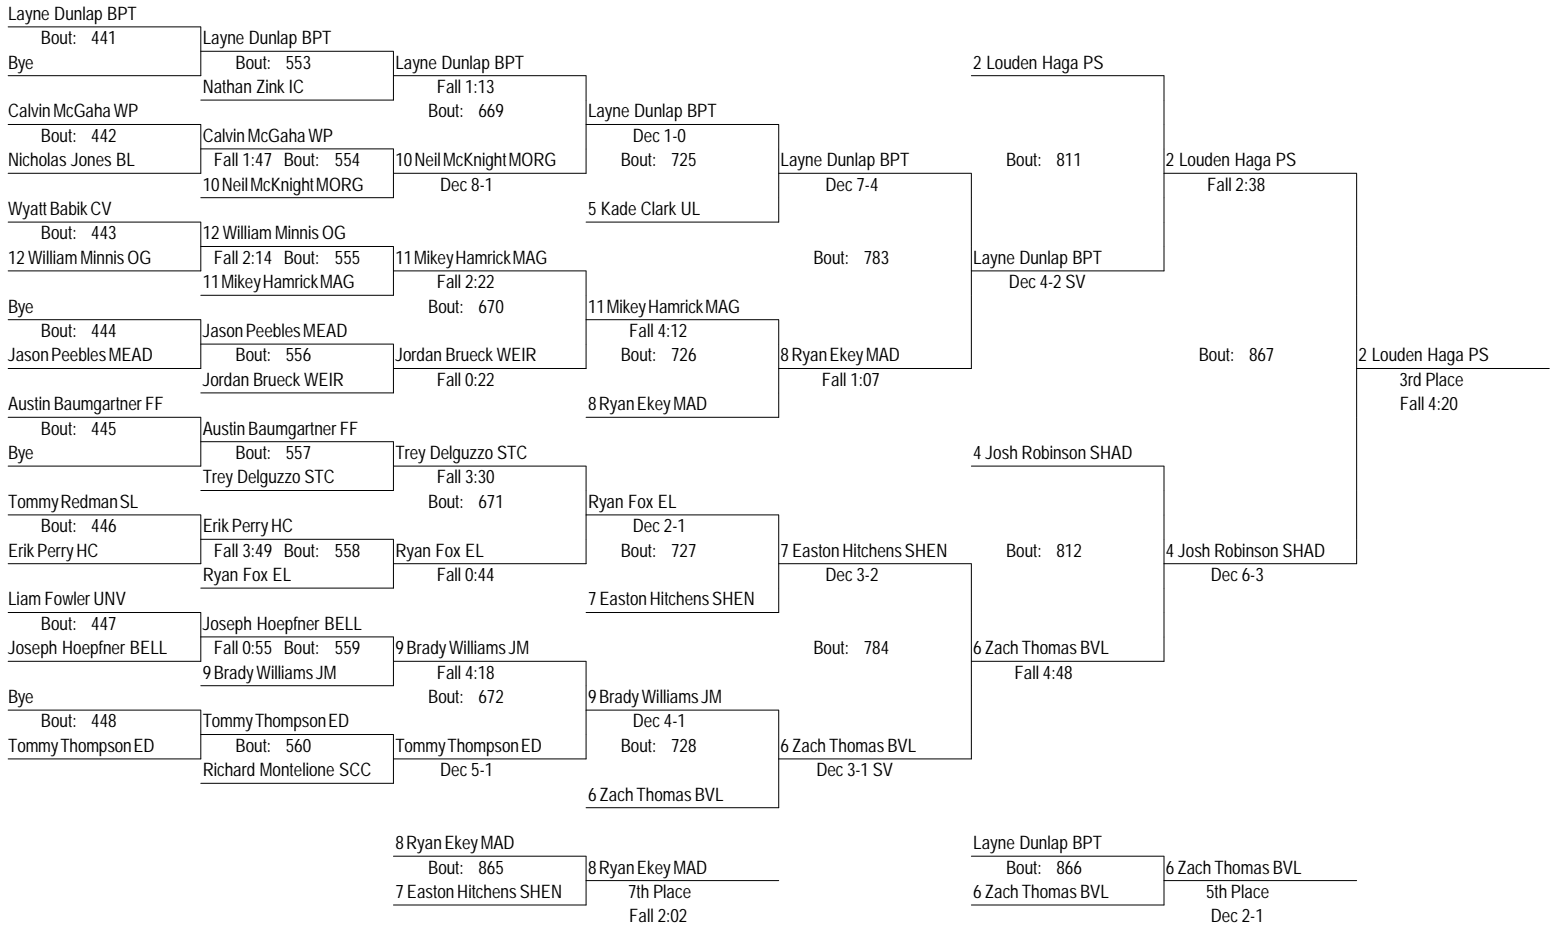 Layne Dunlap BPT
Bout: 441
Bye
Calvin McGaha WP
Bout: 442
Nicholas Jones BL
Wyatt Babik CV
Bout: 443
12 William Minnis OG
Bye
Bout: 444
Jason Peebles MEAD
Austin Baumgartner FF
Bout: 445
Bye
Tommy Redman SL
Bout: 446
Erik Perry HC
Liam Fowler UNV
Bout: 447
Joseph Hoepfner BELL
Bye
Bout: 448
Tommy Thompson ED
Layne Dunlap BPT
Bout: 553
Nathan Zink IC
Calvin McGaha WP
Fall 1:47 Bout: 554
10 Neil McKnight MORG
12 William Minnis OG
Fall 2:14 Bout: 555
11 Mikey Hamrick MAG
Jason Peebles MEAD
Bout: 556
Jordan Brueck WEIR
Austin Baumgartner FF
Bout: 557
Trey Delguzzo STC
Erik Perry HC
Fall 3:49 Bout: 558
Ryan Fox EL
Joseph Hoepfner BELL
Fall 0:55 Bout: 559
9 Brady Williams JM
Tommy Thompson ED
Bout: 560
Richard Montelione SCC
Layne Dunlap BPT
Fall 1:13
Bout: 669
10 Neil McKnight MORG
Dec 8-1
11 Mikey Hamrick MAG
Fall 2:22
Bout: 670
Jordan Brueck WEIR
Fall 0:22
Trey Delguzzo STC
Fall 3:30
Bout: 671
Ryan Fox EL
Fall 0:44
9 Brady Williams JM
Fall 4:18
Bout: 672
Tommy Thompson ED
Dec 5-1
Layne Dunlap BPT
Dec 1-0
Bout: 725
5 Kade Clark UL
11 Mikey Hamrick MAG
Fall 4:12
Bout: 726
8 Ryan Ekey MAD
Ryan Fox EL
Dec 2-1
Bout: 727
7 Easton Hitchens SHEN
9 Brady Williams JM
Dec 4-1
Bout: 728
6 Zach Thomas BVL
Layne Dunlap BPT
Dec 7-4
Bout: 783
8 Ryan Ekey MAD
Fall 1:07
7 Easton Hitchens SHEN
Dec 3-2
Bout: 784
6 Zach Thomas BVL
Dec 3-1 SV
2 Louden Haga PS
Bout: 811
Layne Dunlap BPT
Dec 4-2 SV
4 Josh Robinson SHAD
Bout: 812
6 Zach Thomas BVL
Fall 4:48
2 Louden Haga PS
Fall 2:38
Bout: 867
4 Josh Robinson SHAD
Dec 6-3
2 Louden Haga PS
3rd Place
Fall 4:20
8 Ryan Ekey MAD
Bout: 865
7 Easton Hitchens SHEN
8 Ryan Ekey MAD
7th Place
Fall 2:02
Layne Dunlap BPT
Bout: 866
6 Zach Thomas BVL
6 Zach Thomas BVL
5th Place
Dec 2-1